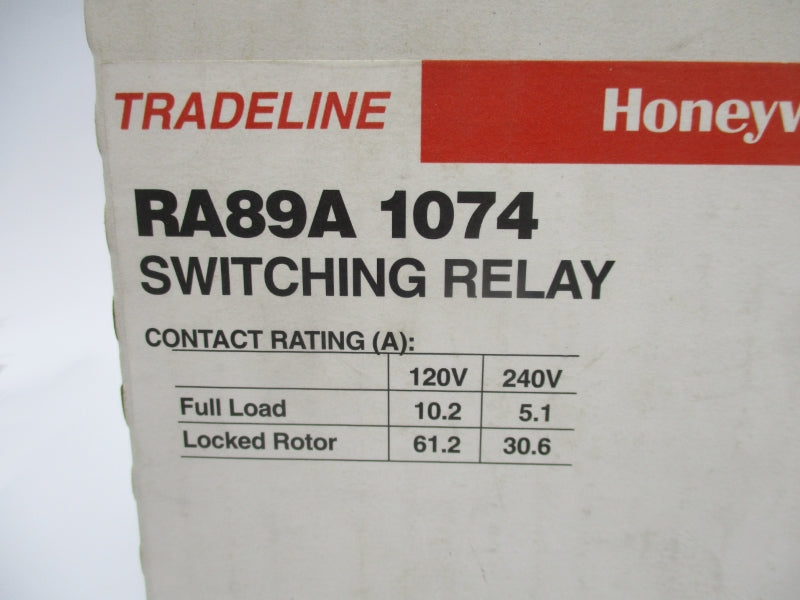 TRADELINE
Honeyw
RA89A 1074
SWITCHING RELAY
CONTACT RATING (A):
120V 240V
Full Load 10.2 5.1
Locked Rotor 61.2 30.6